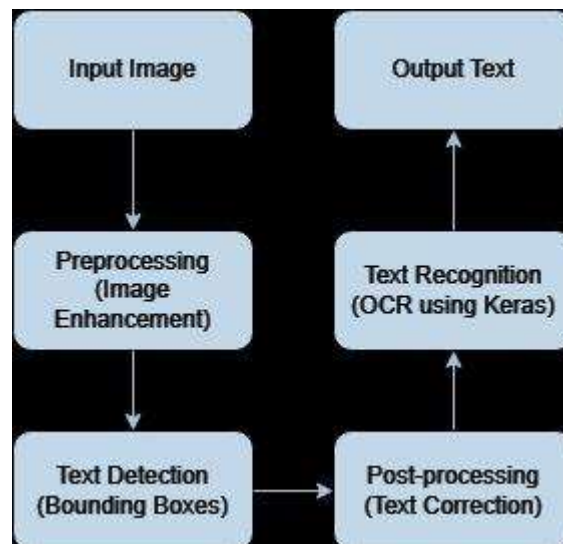 Input Image
Preprocessing
(Image
Enhancement)
Text Detection
(Bounding Boxes)
Post-processing
(Text Correction)
Text Recognition
(OCR using Keras)
Output Text